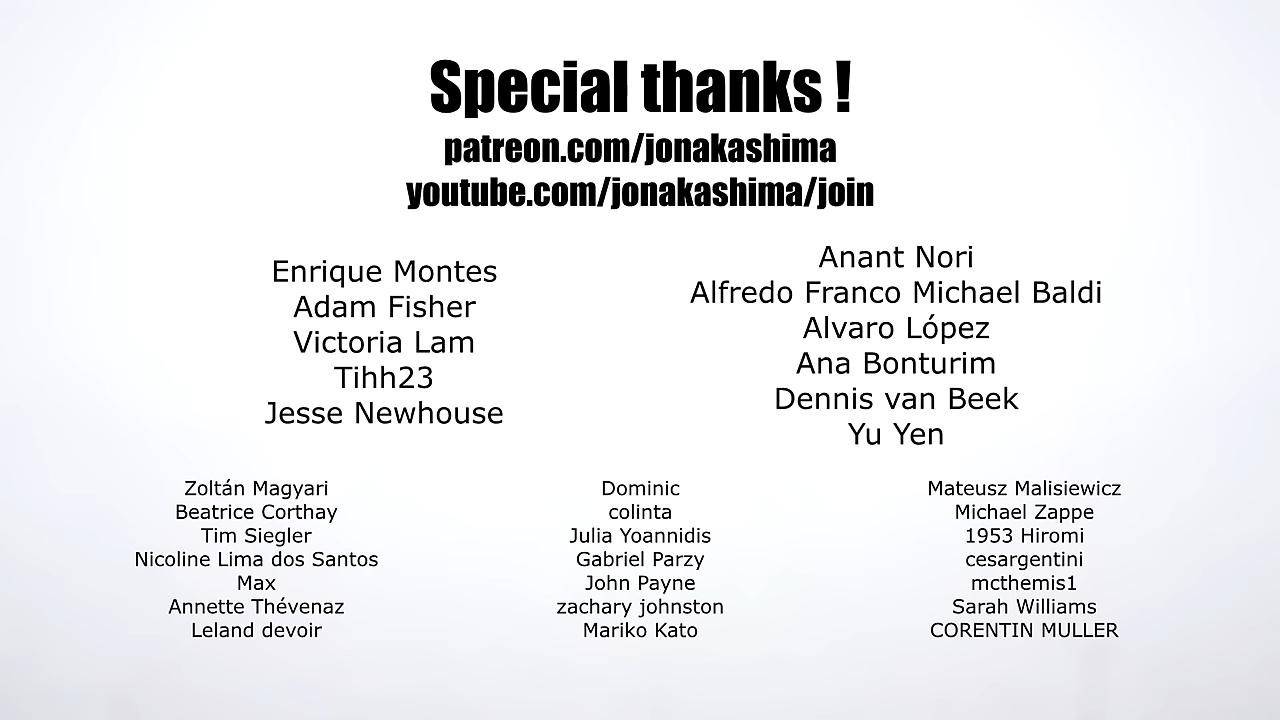 Special thanks !
patreon.com/jonakashima
youtube.com/jonakashima/join
Enrique Montes
Adam Fisher
Victoria Lam
Tihh23
Jesse Newhouse
Anant Nori
Alfredo Franco Michael Baldi
Alvaro López
Ana Bonturim
Dennis van Beek
Yu Yen
Zoltán Magyari
Beatrice Corthay
Tim Siegler
Nicoline Lima dos Santos
Max
Annette Thévenaz
Leland devoir
Dominic
colinta
Julia Yoannidis
Gabriel Parzy
John Payne
zachary johnston
Mariko Kato
Mateusz Malisiewicz
Michael Zappe
1953 Hiromi
cesargentini
mcthemis1
Sarah Williams
CORENTIN MULLER